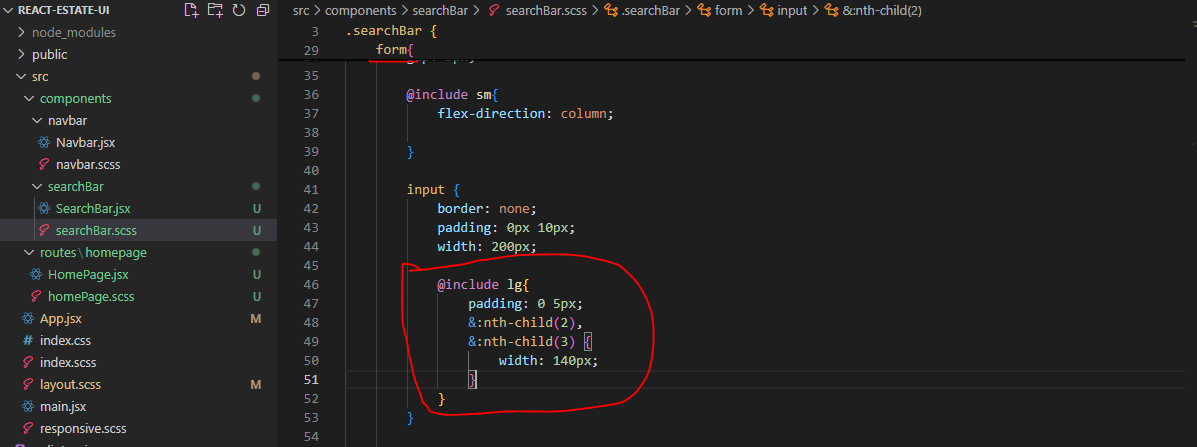 REACT-ESTATE-UI
node_modules
public
src
components
navbar
Navbar.jsx
navbar.scss
searchBar
SearchBar.jsx U
searchBar.scss U
routes\homepage
HomePage.jsx U
homePage.scss U
App.jsx M
index.css
index.scss
layout.scss M
main.jsx
responsive.scss
src > components > searchBar > searchBar.scss > .searchBar > form > input > &:nth-child(2)
3 .searchBar {
29 form{
35
36 @include sm{
37 flex-direction: column;
38
39 }
40
41 input {
42 border: none;
43 padding: 0px 10px;
44 width: 200px;
45
46 @include lg{
47 padding: 0 5px;
48 &:nth-child(2),
49 &:nth-child(3) {
50 width: 140px;
51 }
52 }
53 }
54